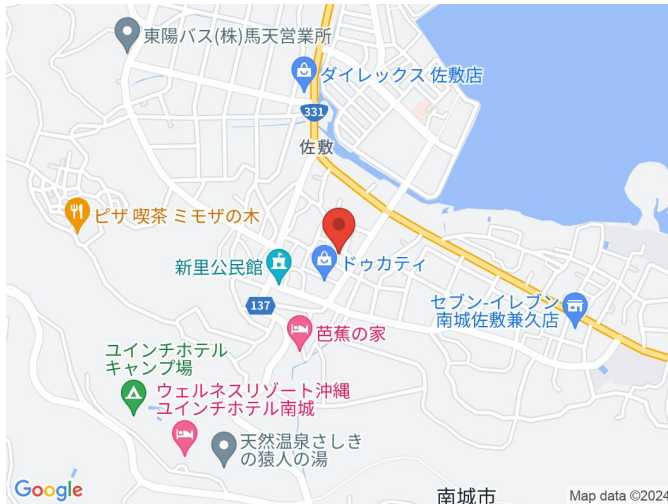 東陽バス(株)馬天営業所
ダイレックス 佐敷店
331
佐敷
ピザ 喫茶 ミモザの木
新里公民館
ドゥカティ
137
セブン-イレブン
南城佐敷兼久店
芭蕉の家
ユインチホテル
キャンプ場
ウェルネスリゾート沖縄
ユインチホテル南城
天然温泉さしき
の猿人の湯
南城市
Google
Map data ©2024